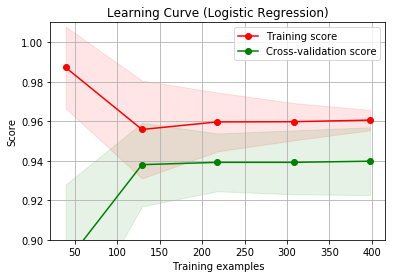 Learning Curve (Logistic Regression)
Training score
Cross-validation score
Score
1.00
0.98
0.96
0.94
0.92
0.90
50
100
150
200
250
300
350
400
Training examples